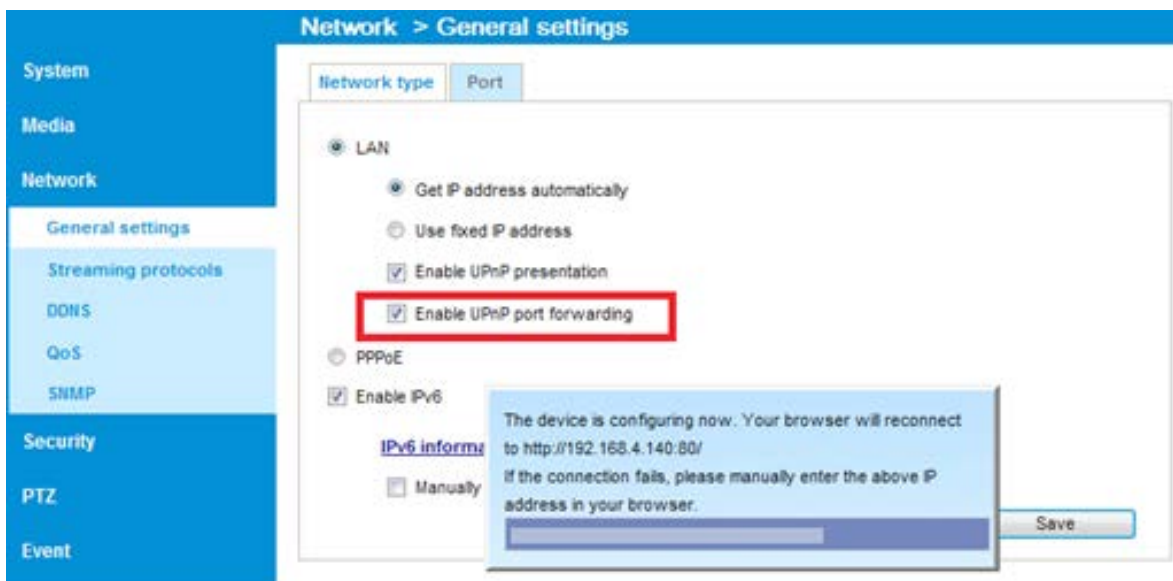 Network > General settings
System
Media
Network
General settings
Streaming protocols
DDNS
QoS
SNMP
Security
PTZ
Event
Network type
Port
LAN
Get IP address automatically
Use fixed IP address
Enable UPnP presentation
Enable UPnP port forwarding
PPPoE
Enable IPv6
IPv6 informa
Manually
The device is configuring now. Your browser will reconnect
to http://192.168.4.140:80/
If the connection fails, please manually enter the above IP
address in your browser.
Save